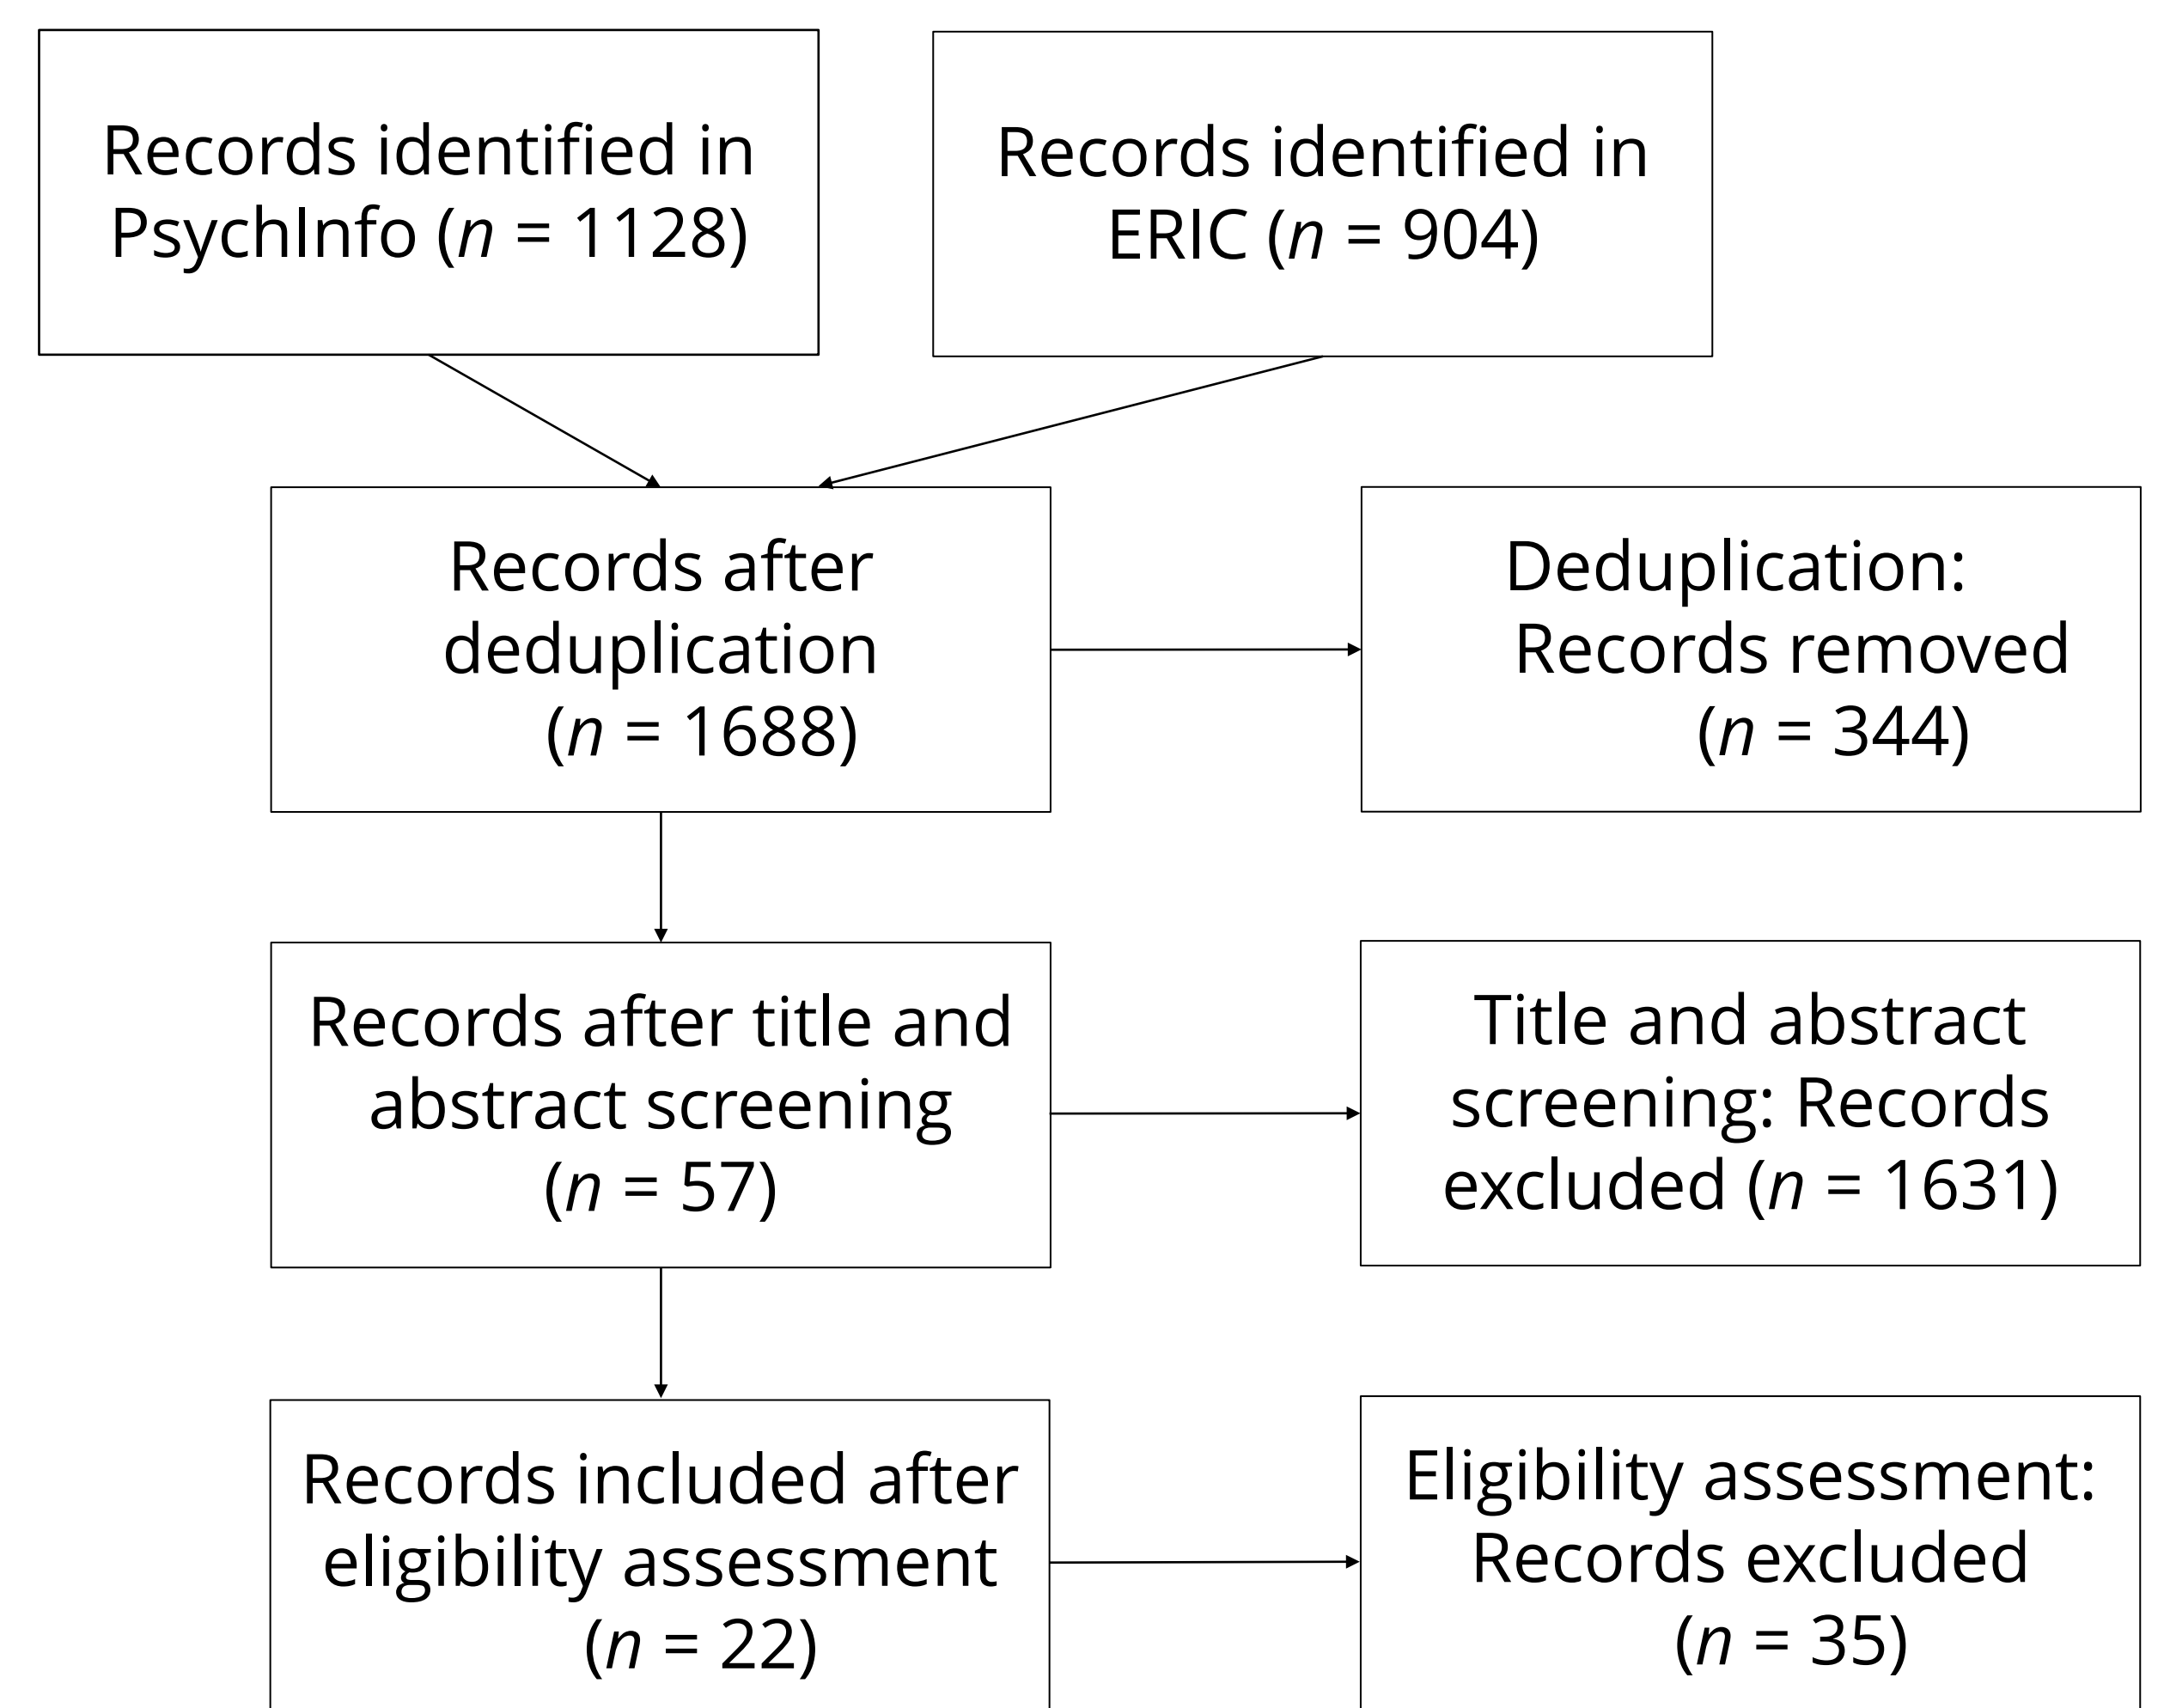 Records identified in
PsychInfo (n = 1128)
Records identified in
ERIC (n = 904)
Records after
deduplication
(n = 1688)
Deduplication:
Records removed
(n = 344)
Records after title and
abstract screening
(n = 57)
Title and abstract
screening: Records
excluded (n = 1631)
Records included after
eligibility assessment
(n = 22)
Eligibility assessment:
Records excluded
(n = 35)